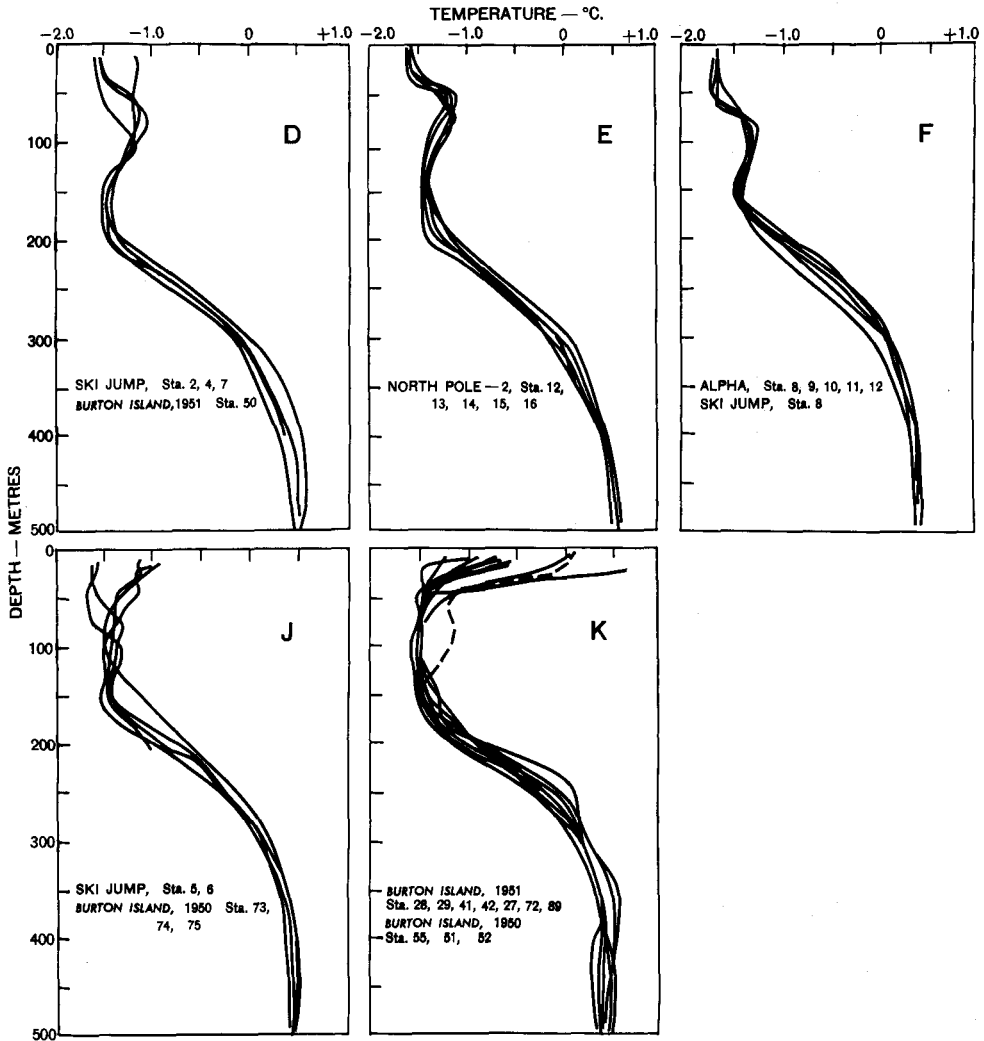 TEMPERATURE — °C.
-2.0 -1.0 0 +1.0 -2.0 -1.0 0 +1.0 -2.0 -1.0 0 +1.0
0
100
200
300
400
500
D
E
F
SKI JUMP, Sta. 2, 4, 7
BURTON ISLAND, 1951 Sta. 50
NORTH POLE — 2, Sta. 12,
13, 14, 15, 16
ALPHA, Sta. 8, 9, 10, 11, 12
SKI JUMP, Sta. 8
DEPTH — METRES
0
100
200
300
400
500
J
K
SKI JUMP, Sta. 5, 6
BURTON ISLAND, 1950 Sta. 73,
74, 75
BURTON ISLAND, 1951
Sta. 28, 29, 41, 42, 27, 72, 89
BURTON ISLAND, 1950
Sta. 55, 51, 52